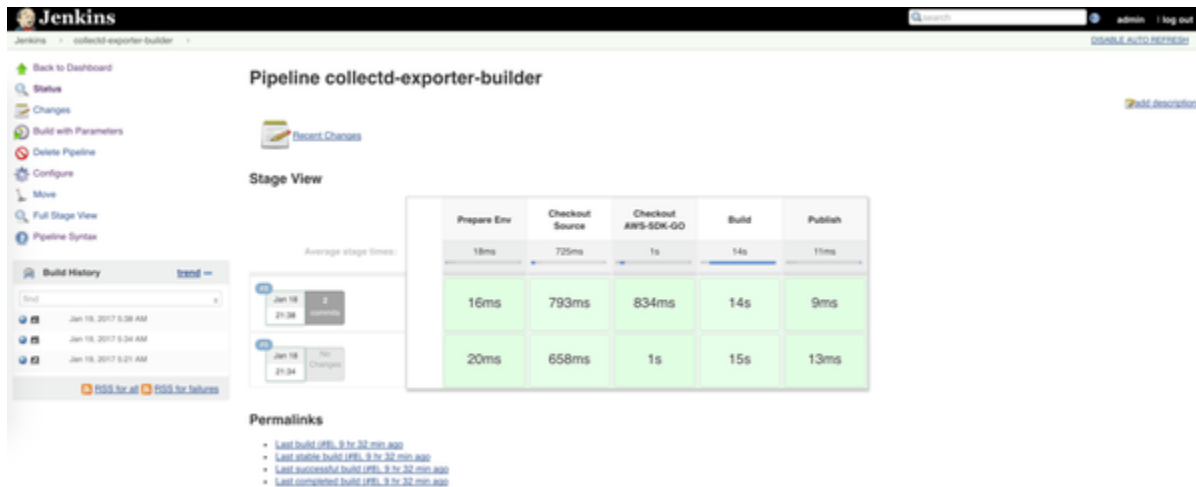 Jenkins
search
admin | log out
Jenkins
collectd-exporter-builder
DISABLE AUTO REFRESH
Back to Dashboard
Status
Changes
Build with Parameters
Delete Pipeline
Configure
Move
Full Stage View
Pipeline Syntax
Build History
trend
find
x
Jan 19, 2017 5:38 AM
Jan 19, 2017 5:34 AM
Jan 19, 2017 5:21 AM
RSS for all RSS for failures
Pipeline collectd-exporter-builder
add description
Recent Changes
Stage View
Prepare Env
Checkout
Source
Checkout
AWS-SDK-GO
Build
Publish
Average stage times:
18ms
725ms
1s
14s
11ms
Jan 18
21:38
2
commits
16ms
793ms
834ms
14s
9ms
Jan 18
21:34
No
Changes
20ms
658ms
1s
15s
13ms
Permalinks
Last build (#6), 9 hr 32 min ago
Last stable build (#6), 9 hr 32 min ago
Last successful build (#6), 9 hr 32 min ago
Last completed build (#6), 9 hr 32 min ago